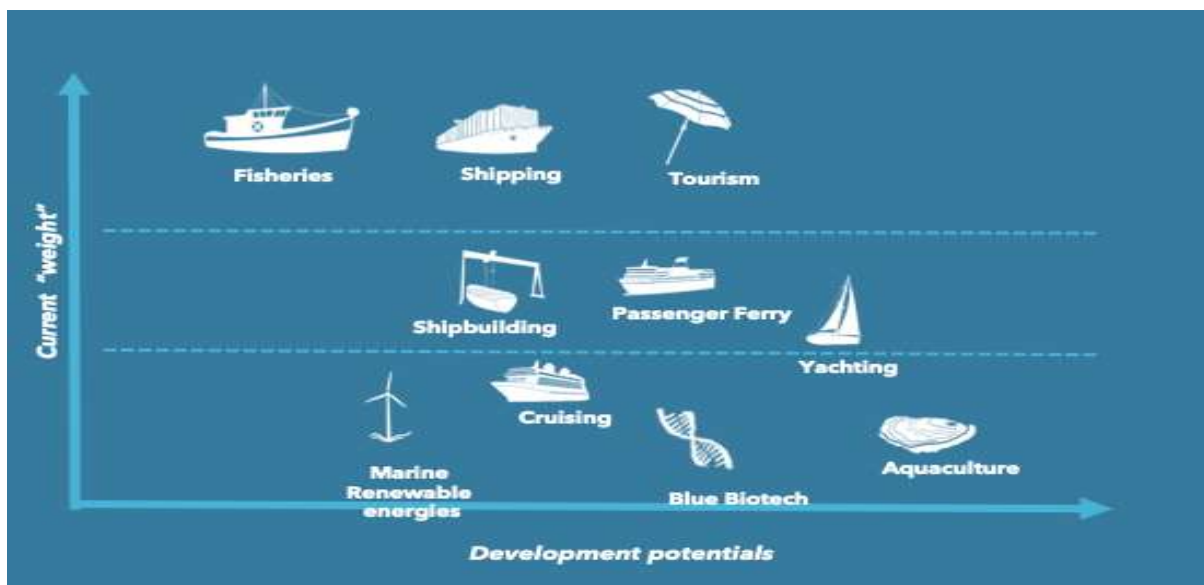 Current "weight"
Fisheries
Shipping
Tourism
Shipbuilding
Passenger Ferry
Yachting
Cruising
Marine
Renewable
energies
Blue Biotech
Aquaculture
Development potentials